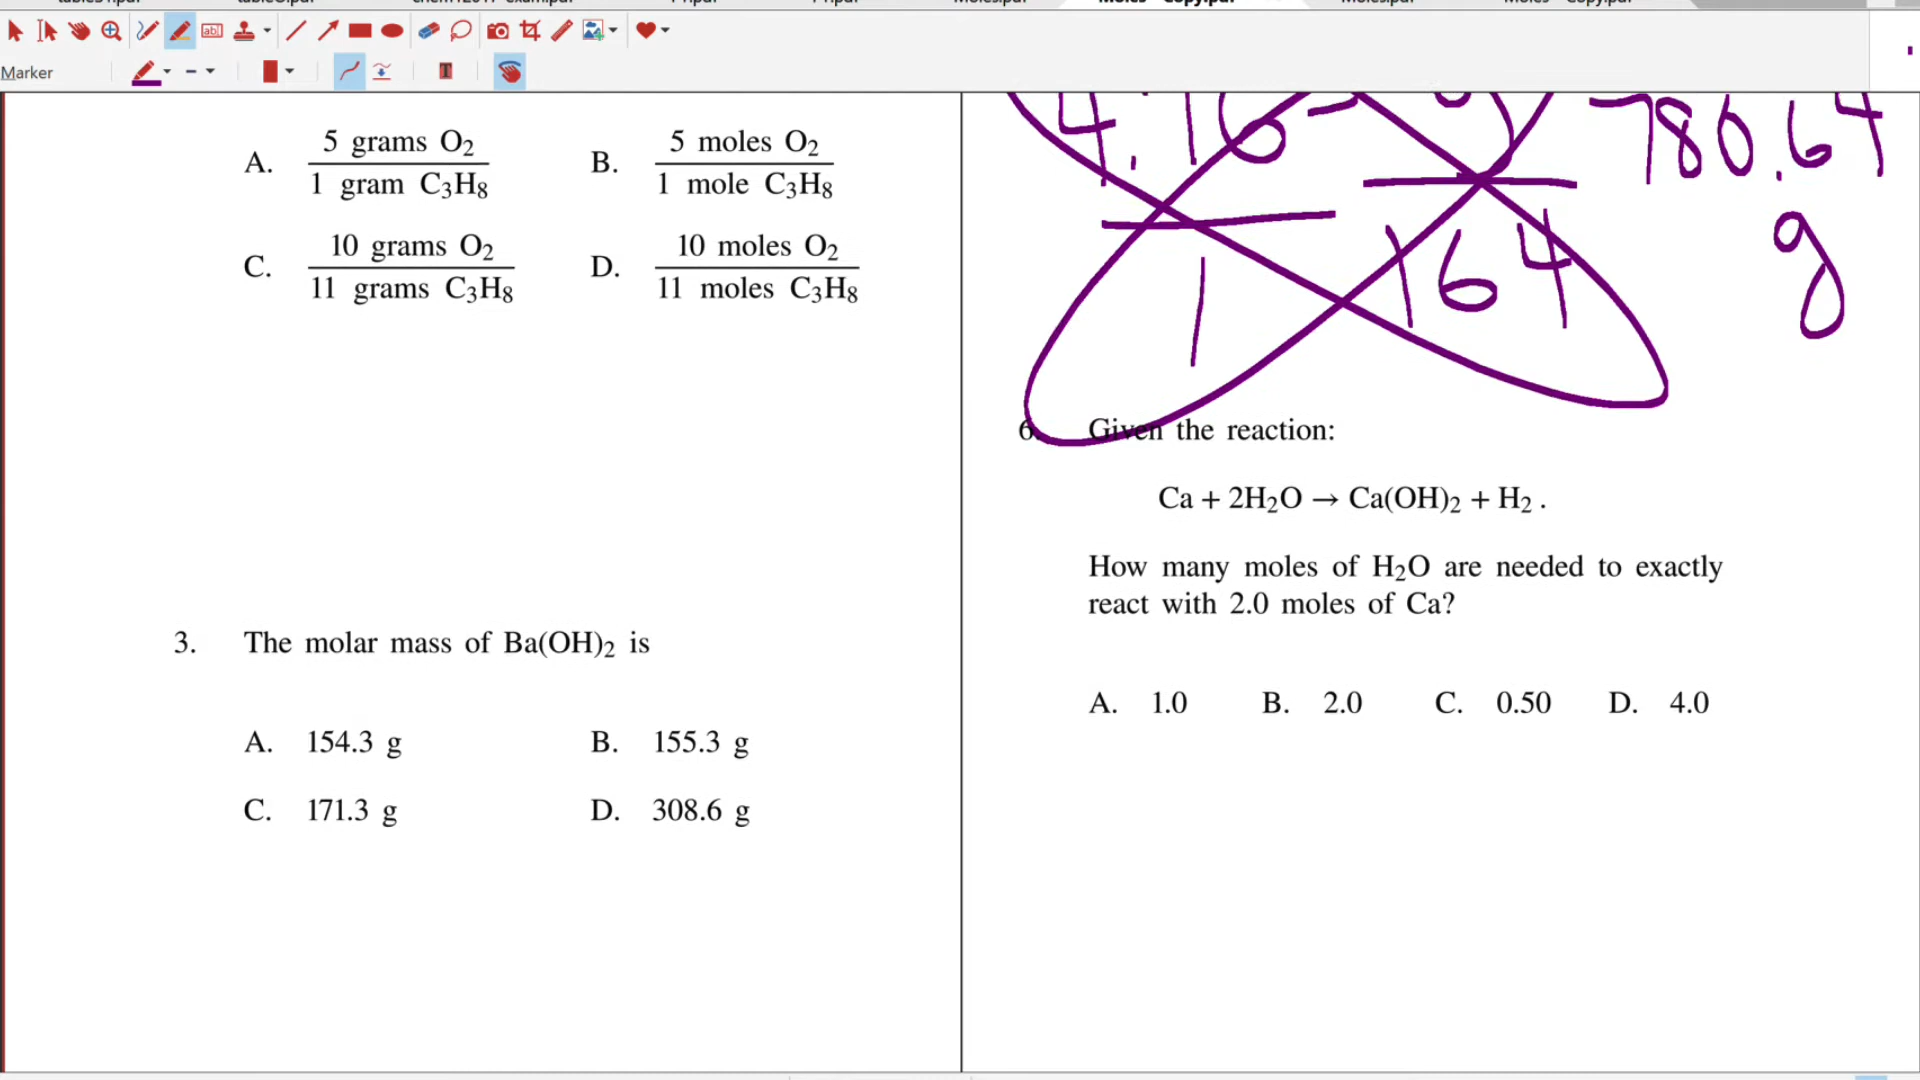 Marker
A. 5 grams O2 / 1 gram C3H8
B. 5 moles O2 / 1 mole C3H8
C. 10 grams O2 / 11 grams C3H8
D. 10 moles O2 / 11 moles C3H8
3. The molar mass of Ba(OH)2 is
A. 154.3 g B. 155.3 g
C. 171.3 g D. 308.6 g
4.76
780.64
g
1
164
6. Given the reaction:
Ca + 2H2O → Ca(OH)2 + H2 .
How many moles of H2O are needed to exactly
react with 2.0 moles of Ca?
A. 1.0 B. 2.0 C. 0.50 D. 4.0